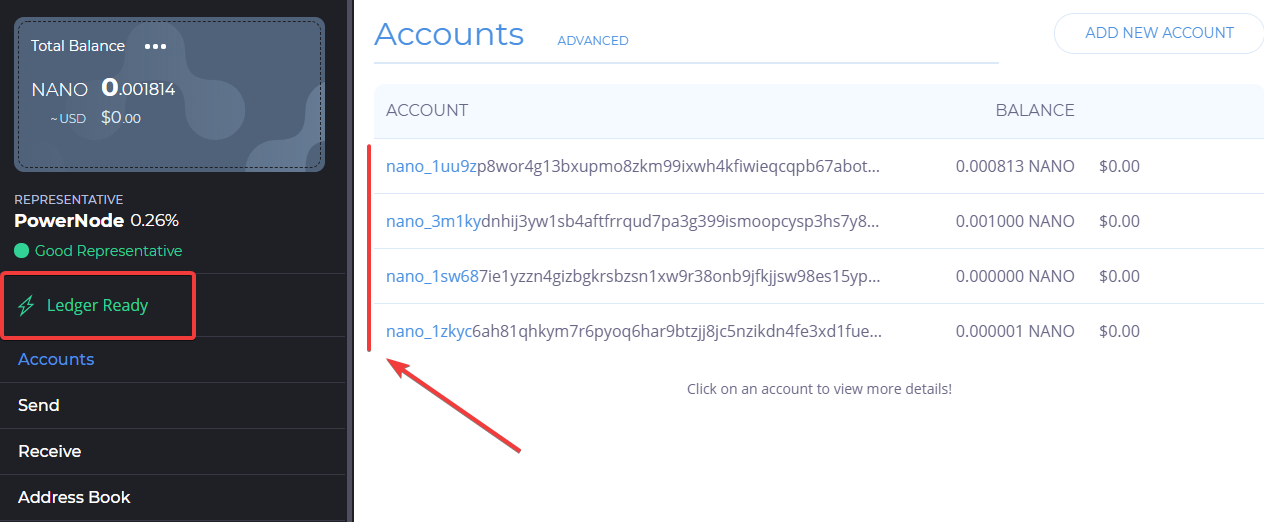 Total Balance •••
NANO 0.001814
~ USD $0.00
REPRESENTATIVE
PowerNode 0.26%
Good Representative
Ledger Ready
Accounts
Send
Receive
Address Book
Accounts ADVANCED
ADD NEW ACCOUNT
ACCOUNT BALANCE
nano_1uu9zp8wor4g13bxupmo8zkm99ixwh4kfiwieqcqpb67abot... 0.000813 NANO $0.00
nano_3m1kydnhij3yw1sb4aftfrrqud7pa3g399ismoopcysp3hs7y8... 0.001000 NANO $0.00
nano_1sw687ie1yzzn4gizbgkrsbzsn1xw9r38onb9jfkjjsw98es15yp... 0.000000 NANO $0.00
nano_1zkyc6ah81qhkym7r6pyoq6har9btzjj8jc5nzikdn4fe3xd1fue... 0.000001 NANO $0.00
Click on an account to view more details!